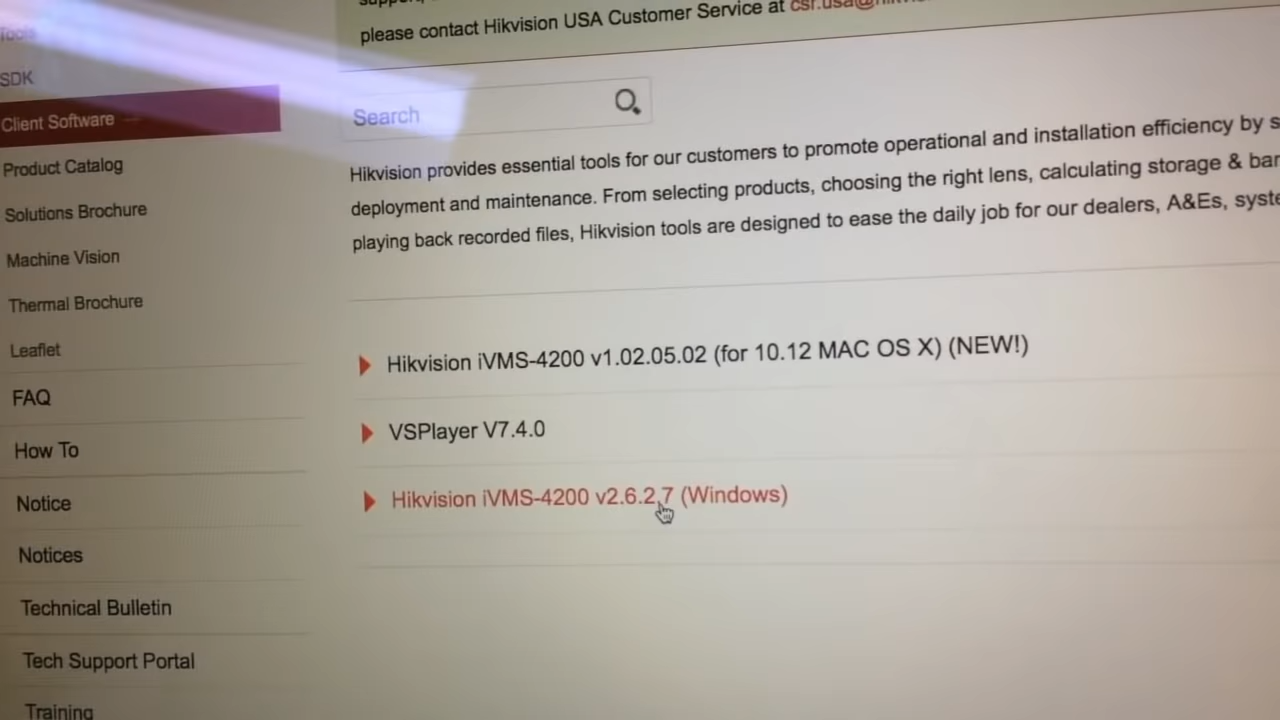 please contact Hikvision USA Customer Service at
Tools
SDK
Client Software
Product Catalog
Solutions Brochure
Machine Vision
Thermal Brochure
Leaflet
FAQ
How To
Notice
Notices
Technical Bulletin
Tech Support Portal
Training
Search
Hikvision provides essential tools for our customers to promote operational and installation efficiency by
deployment and maintenance. From selecting products, choosing the right lens, calculating storage &
playing back recorded files, Hikvision tools are designed to ease the daily job for our dealers, A&Es,
Hikvision iVMS-4200 v1.02.05.02 (for 10.12 MAC OS X) (NEW!)
VSPlayer V7.4.0
Hikvision iVMS-4200 v2.6.2.7 (Windows)